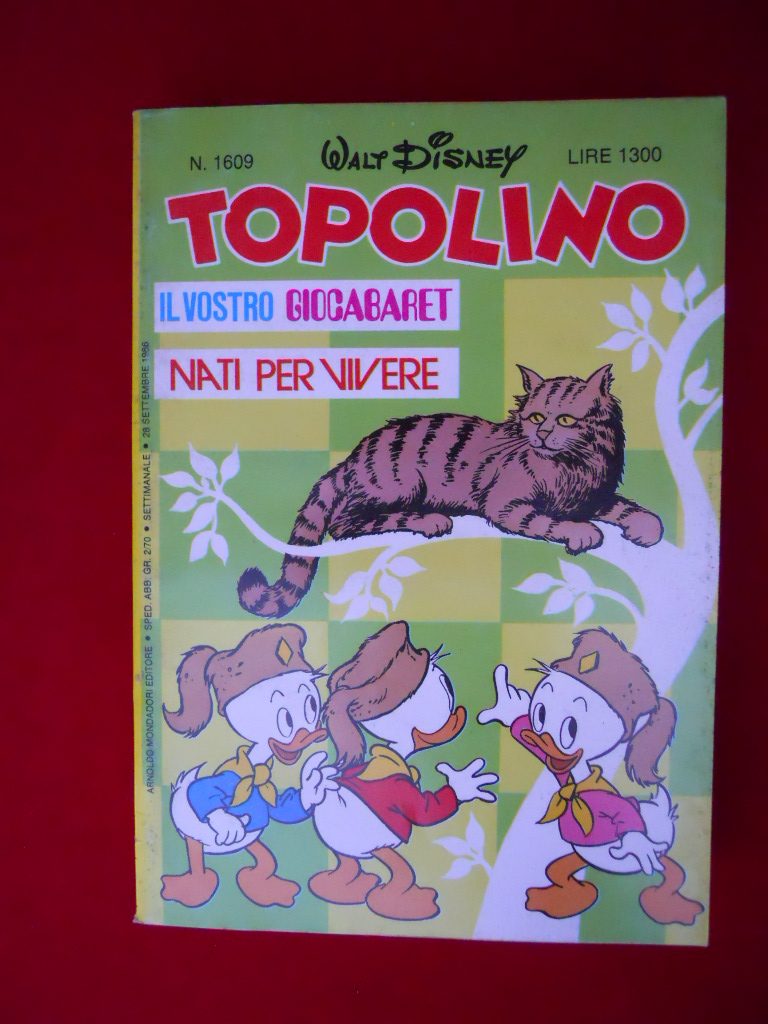 N. 1609
WALT DISNEY
LIRE 1300
TOPOLINO
IL VOSTRO GIOCABARET
NATI PER VIVERE
ARNOLDO MONDADORI EDITORE • SPED. ABB. GR. 2/70 • SETTIMANALE • 28 SETTEMBRE 1986